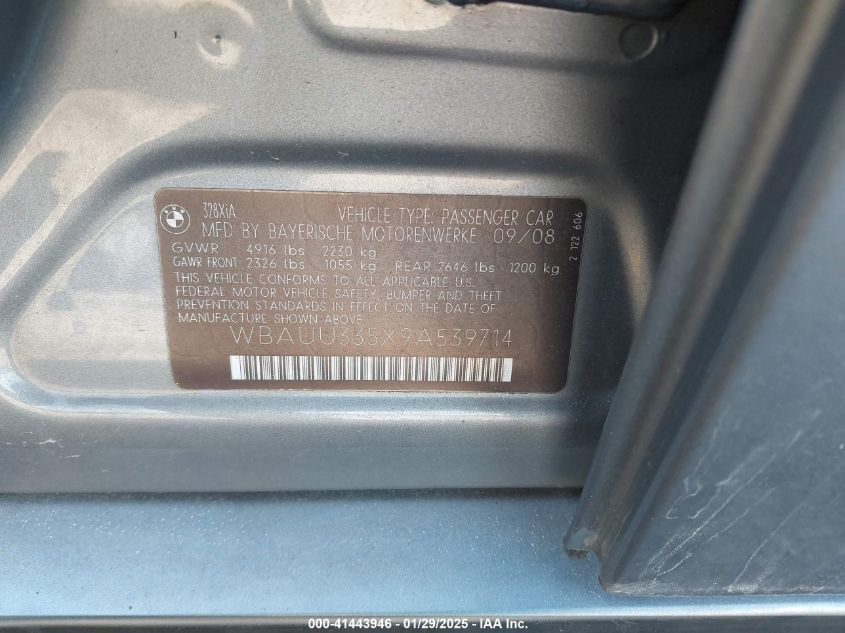 BMW
328XiA
VEHICLE TYPE: PASSENGER CAR
MFD BY BAYERISCHE MOTORENWERKE 09/08
GVWR 4916 lbs 2230 kg
GAWR FRONT 2326 lbs 1055 kg REAR 2646 lbs 1200 kg
THIS VEHICLE CONFORMS TO ALL APPLICABLE U.S.
FEDERAL MOTOR VEHICLE SAFETY, BUMPER AND THEFT
PREVENTION STANDARDS IN EFFECT ON THE DATE OF
MANUFACTURE SHOWN ABOVE.
WBAUU335X9A539714
2 122 606
000-41443946 - 01/29/2025 - IAA Inc.